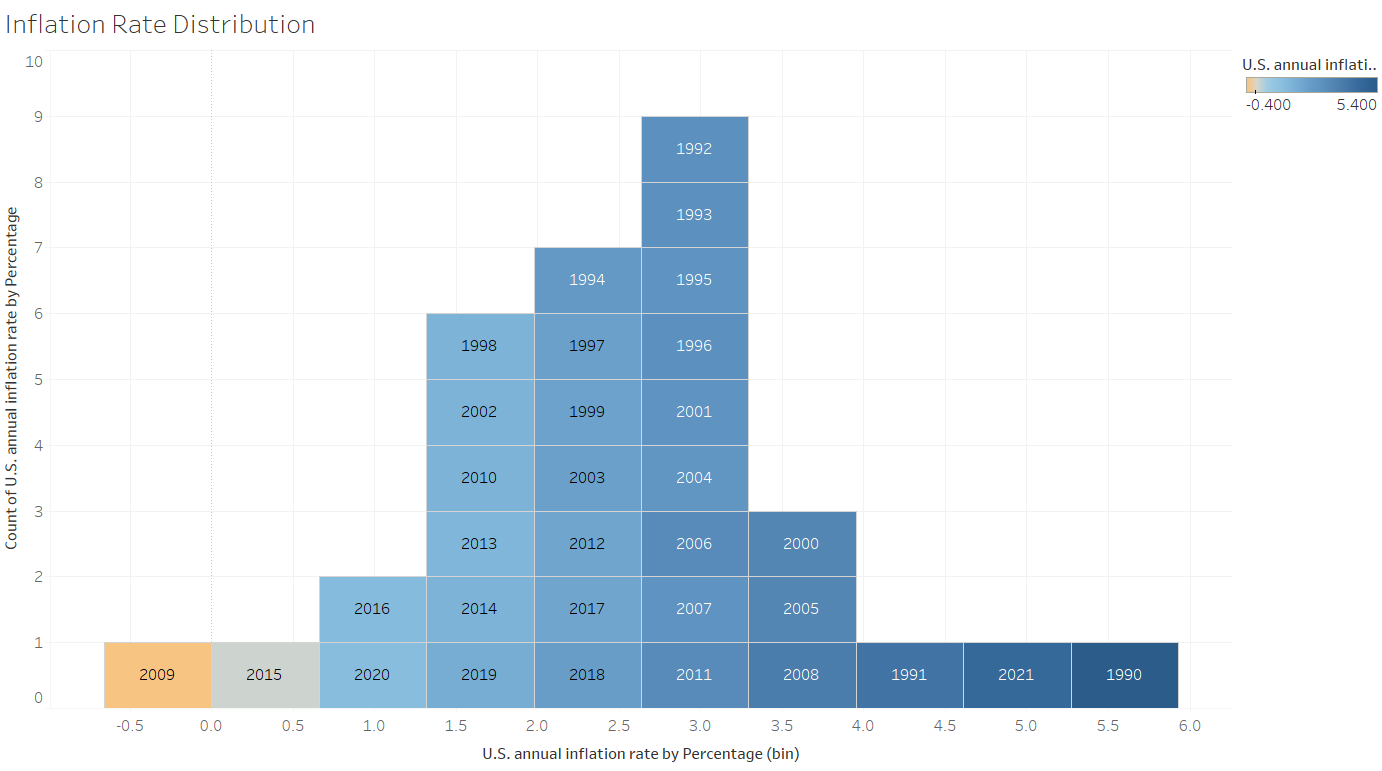 Inflation Rate Distribution
U.S. annual inflati..
-0.400 5.400
Count of U.S. annual inflation rate by Percentage
10
9
8
7
6
5
4
3
2
1
0
1992
1993
1994 1995
1998 1997 1996
2002 1999 2001
2010 2003 2004
2013 2012 2006 2000
2016 2014 2017 2007 2005
2009 2015 2020 2019 2018 2011 2008 1991 2021 1990
-0.5 0.0 0.5 1.0 1.5 2.0 2.5 3.0 3.5 4.0 4.5 5.0 5.5 6.0
U.S. annual inflation rate by Percentage (bin)